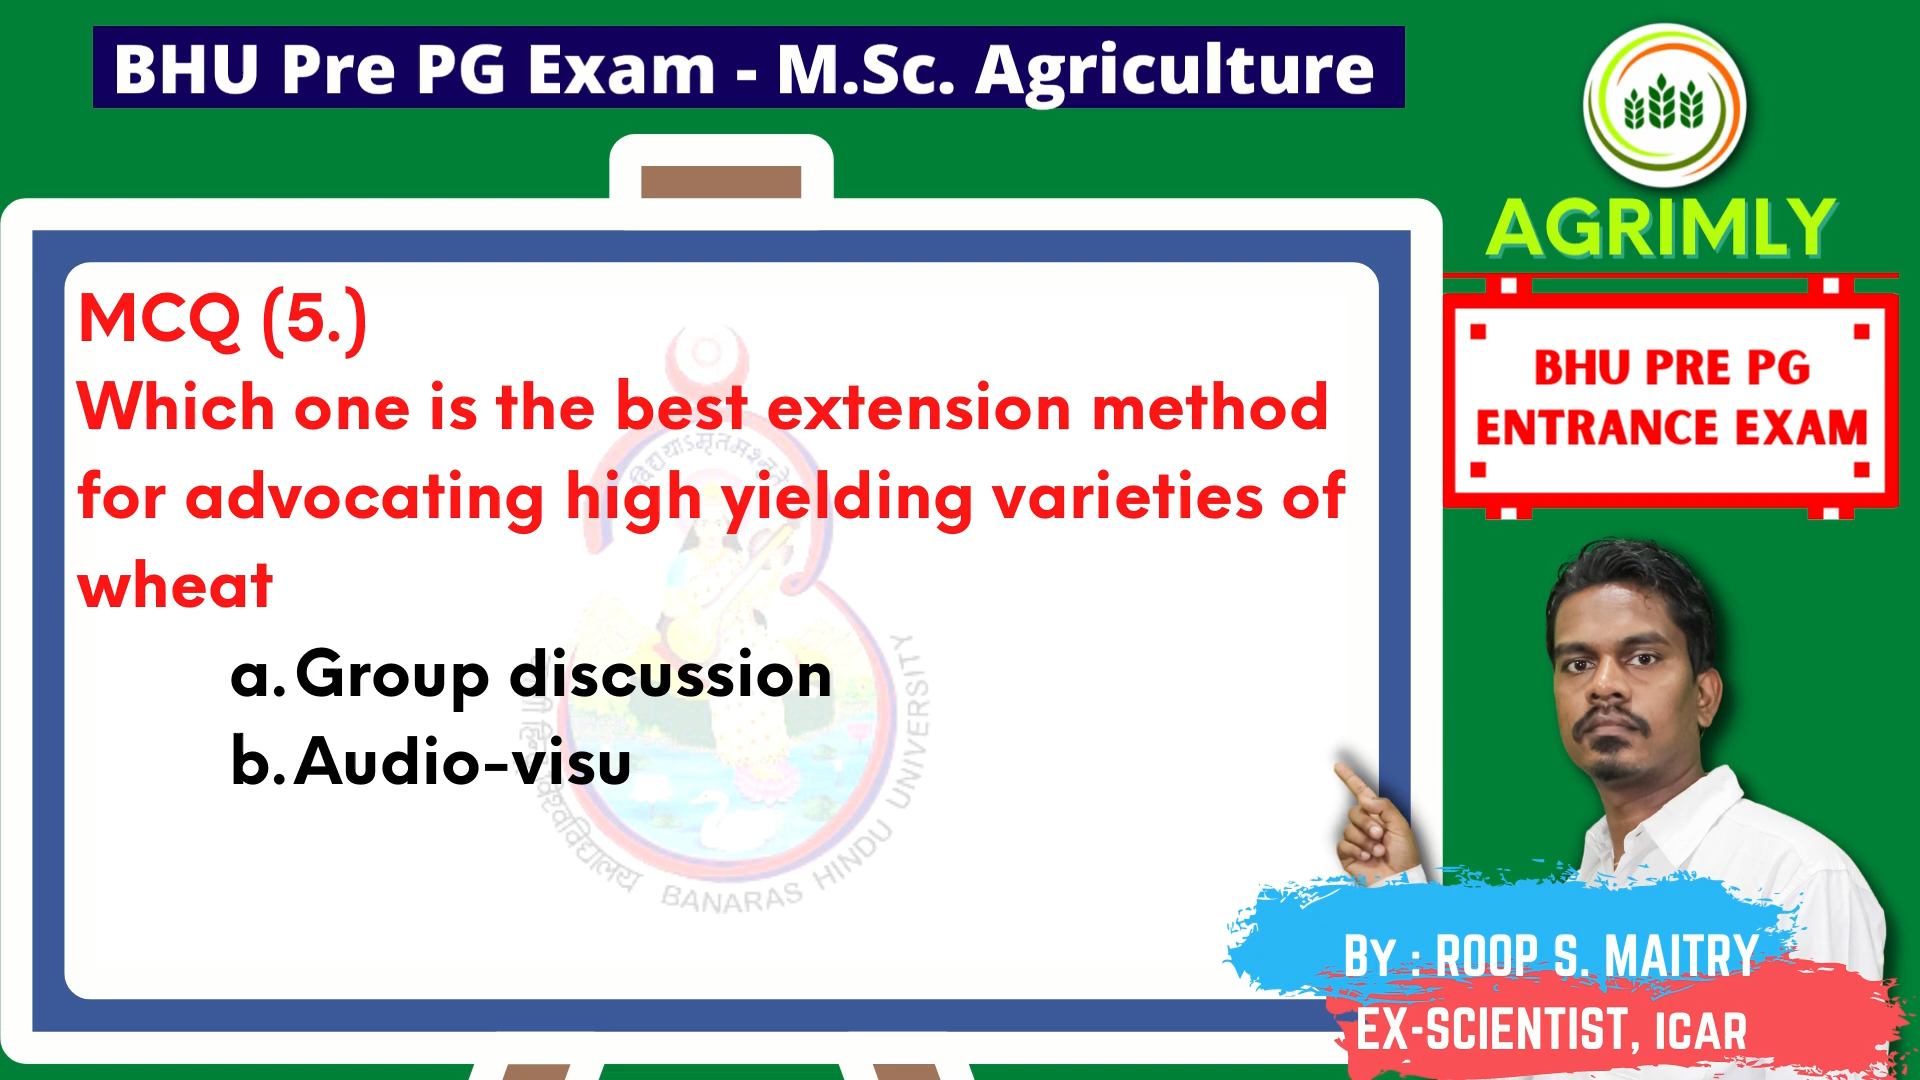 BHU Pre PG Exam - M.Sc. Agriculture
AGRIMLY
BHU PRE PG
ENTRANCE EXAM
MCQ (5.)
Which one is the best extension method
for advocating high yielding varieties of
wheat
a. Group discussion
b. Audio-visu
BANARAS HINDU UNIVERSITY
By : ROOP S. MAITRY
EX-SCIENTIST, ICAR